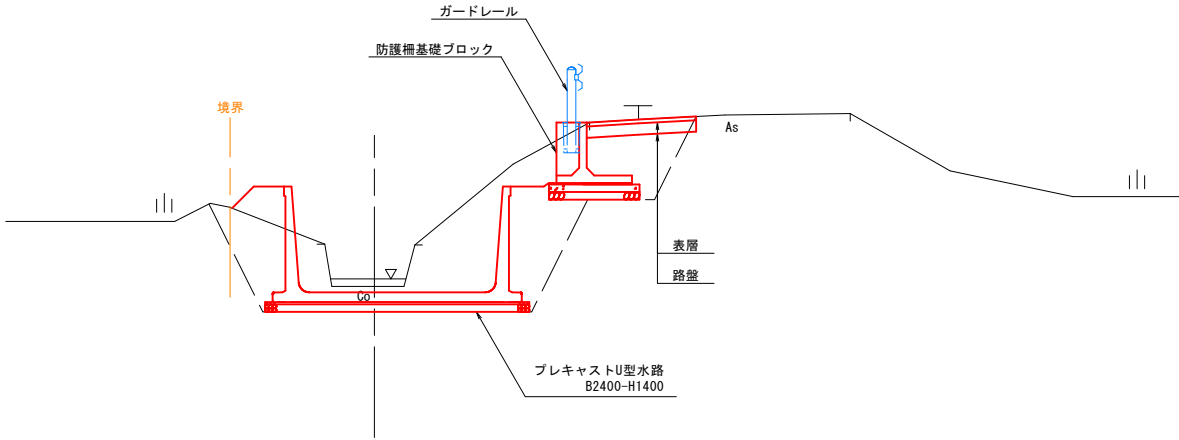 ガードレール
防護柵基礎ブロック
境界
As
表層
路盤
Co
プレキャストU型水路
B2400-H1400